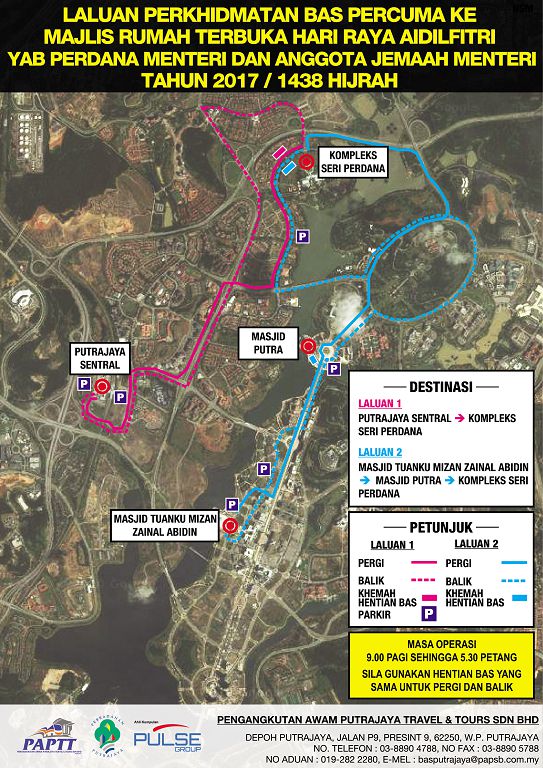 LALUAN PERKHIDMATAN BAS PERCUMA KE
MAJLIS RUMAH TERBUKA HARI RAYA AIDILFITRI
YAB PERDANA MENTERI DAN ANGGOTA JEMAAH MENTERI
TAHUN 2017 / 1438 HIJRAH
KOMPLEKS
SERI PERDANA
P
MASJID
PUTRA
P
PUTRAJAYA
SENTRAL
P
P
P
P
MASJID TUANKU MIZAN
ZAINAL ABIDIN
DESTINASI
LALUAN 1
PUTRAJAYA SENTRAL ➔ KOMPLEKS
SERI PERDANA
LALUAN 2
MASJID TUANKU MIZAN ZAINAL ABIDIN
➔ MASJID PUTRA ➔ KOMPLEKS SERI
PERDANA
PETUNJUK
LALUAN 1 LALUAN 2
PERGI PERGI
BALIK BALIK
KHEMAH KHEMAH
HENTIAN BAS HENTIAN BAS
PARKIR P
MASA OPERASI
9.00 PAGI SEHINGGA 5.30 PETANG
SILA GUNAKAN HENTIAN BAS YANG
SAMA UNTUK PERGI DAN BALIK
PAPTT
PERBADANAN
PUTRAJAYA
Ahli Kumpulan
PULSE
GROUP
PENGANGKUTAN AWAM PUTRAJAYA TRAVEL & TOURS SDN BHD
DEPOH PUTRAJAYA, JALAN P9, PRESINT 9, 62250, W.P. PUTRAJAYA
NO. TELEFON : 03-8890 4788, NO FAX : 03-8890 5788
NO ADUAN : 019-282 2280, E-MEL : basputrajaya@papsb.com.my